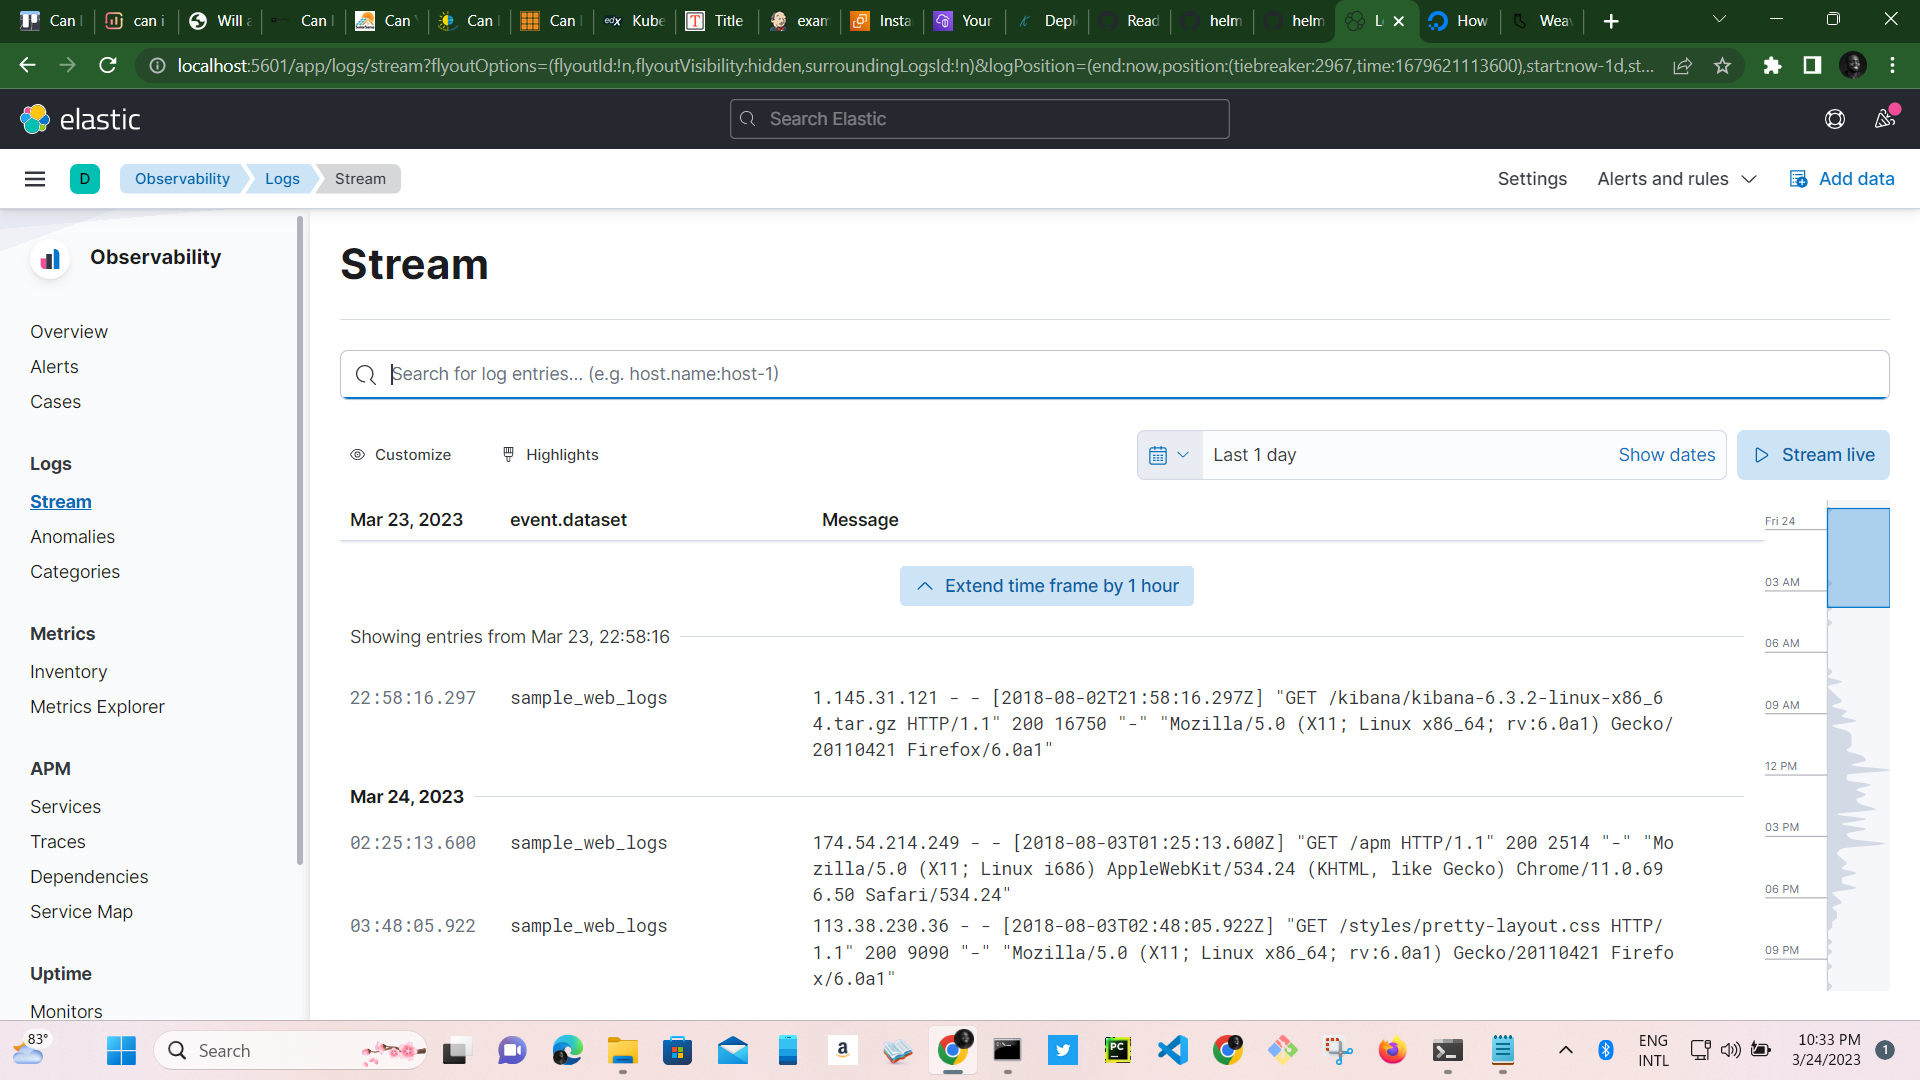 Can
can i
Will a
Can
Can
Can
Can
edX Kube
Title
exam
Insta
Your
Depl
Read
helm
helm
How
Weav
localhost:5601/app/logs/stream?flyoutOptions=(flyoutId:!n,flyoutVisibility:hidden,surroundingLogsId:!n)&logPosition=(end:now,position:(tiebreaker:2967,time:1679621113600),start:now-1d,st...
elastic
Search Elastic
D
Observability
Logs
Stream
Settings
Alerts and rules
Add data
Observability
Overview
Alerts
Cases
Logs
Stream
Anomalies
Categories
Metrics
Inventory
Metrics Explorer
APM
Services
Traces
Dependencies
Service Map
Uptime
Monitors
Stream
Search for log entries... (e.g. host.name:host-1)
Customize
Highlights
Last 1 day
Show dates
Stream live
Mar 23, 2023
event.dataset
Message
Extend time frame by 1 hour
Showing entries from Mar 23, 22:58:16
22:58:16.297
sample_web_logs
1.145.31.121 - - [2018-08-02T21:58:16.297Z] "GET /kibana/kibana-6.3.2-linux-x86_6
4.tar.gz HTTP/1.1" 200 16750 "-" "Mozilla/5.0 (X11; Linux x86_64; rv:6.0a1) Gecko/
20110421 Firefox/6.0a1"
Mar 24, 2023
02:25:13.600
sample_web_logs
174.54.214.249 - - [2018-08-03T01:25:13.600Z] "GET /apm HTTP/1.1" 200 2514 "-" "Mo
zilla/5.0 (X11; Linux i686) AppleWebKit/534.24 (KHTML, like Gecko) Chrome/11.0.69
6.50 Safari/534.24"
03:48:05.922
sample_web_logs
113.38.230.36 - - [2018-08-03T02:48:05.922Z] "GET /styles/pretty-layout.css HTTP/
1.1" 200 9090 "-" "Mozilla/5.0 (X11; Linux x86_64; rv:6.0a1) Gecko/20110421 Firefo
x/6.0a1"
Fri 24
03 AM
06 AM
09 AM
12 PM
03 PM
06 PM
09 PM
83°
Search
a
PC
ENG
INTL
10:33 PM
3/24/2023
1